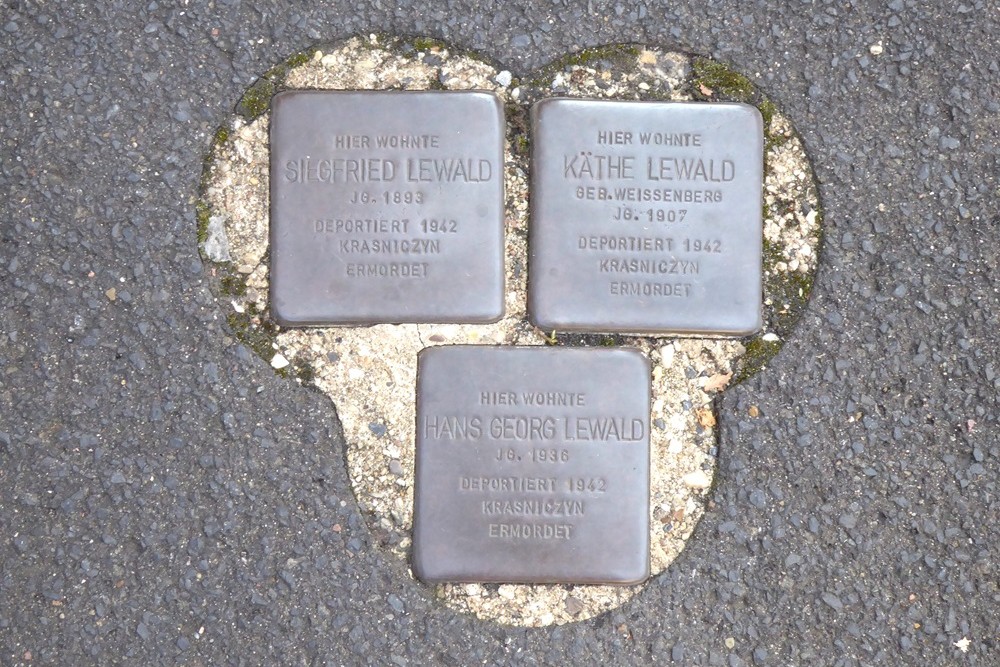 HIER WOHNTE
SIEGFRIED LEWALD
JG. 1893
DEPORTIERT 1942
KRASNICZYN
ERMORDET
HIER WOHNTE
KÄTHE LEWALD
GEB. WEISSENBERG
JG. 1907
DEPORTIERT 1942
KRASNICZYN
ERMORDET
HIER WOHNTE
HANS GEORG LEWALD
JG. 1936
DEPORTIERT 1942
KRASNICZYN
ERMORDET